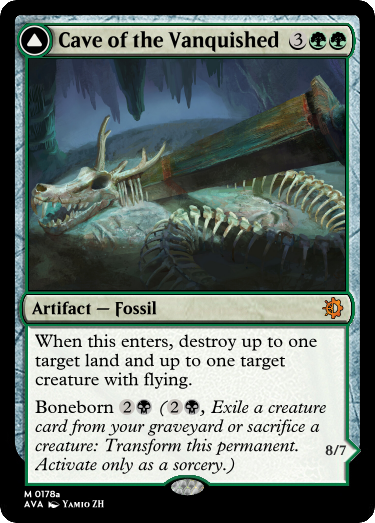 Cave of the Vanquished 3
Artifact — Fossil
When this enters, destroy up to one
target land and up to one target
creature with flying.
Boneborn 2 ( 2 , Exile a creature
card from your graveyard or sacrifice a
creature: Transform this permanent.
Activate only as a sorcery.)
8/7
M 0178a
AVA Yamio ZH